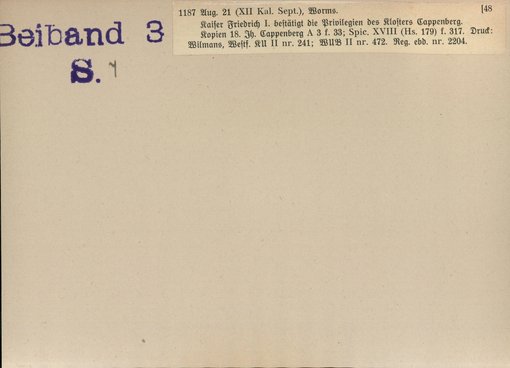 Beiband 3
S. 1
1187 Aug. 21 (XII Kal. Sept.), Worms. [48
Kaiser Friedrich I. bestätigt die Privilegien des Klosters Cappenberg.
Kopien 18. Jh. Cappenberg A 3 f. 33; Spic. XVIII (Hs. 179) f. 317. Druck:
Wilmans, Westf. KU II nr. 241; WUB II nr. 472. Reg. ebd. nr. 2204.